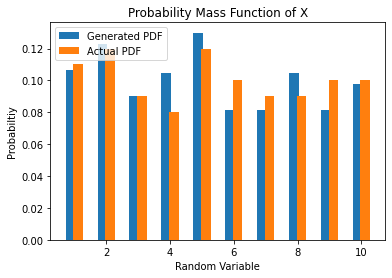 Probability Mass Function of X
Generated PDF
Actual PDF
0.12
0.10
0.08
0.06
0.04
0.02
0.00
Probabiltiy
2
4
6
8
10
Random Variable